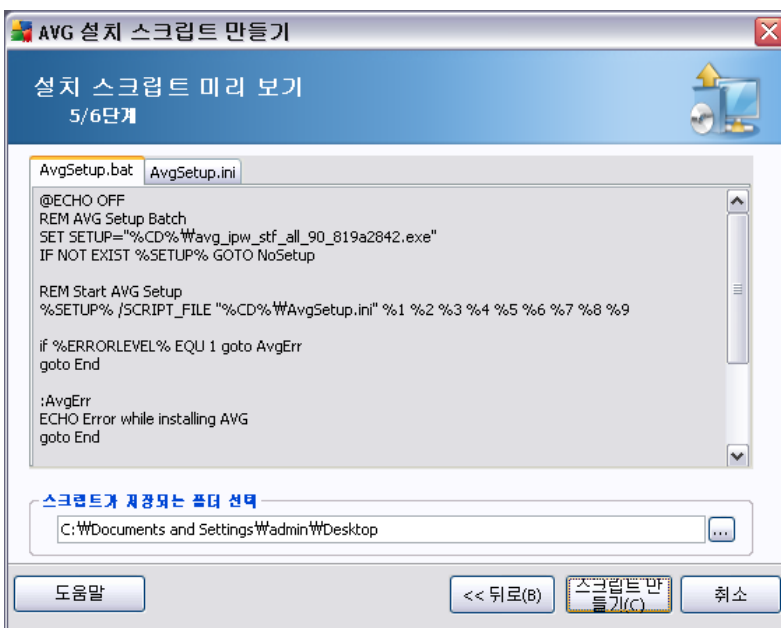 AVG 설치 스크립트 만들기
설치 스크립트 미리 보기
5/6단계
AvgSetup.bat AvgSetup.ini
@ECHO OFF
REM AVG Setup Batch
SET SETUP="%CD%₩avg_ipw_stf_all_90_819a2842.exe"
IF NOT EXIST %SETUP% GOTO NoSetup
REM Start AVG Setup
%SETUP% /SCRIPT_FILE "%CD%₩AvgSetup.ini" %1 %2 %3 %4 %5 %6 %7 %8 %9
if %ERRORLEVEL% EQU 1 goto AvgErr
goto End
:AvgErr
ECHO Error while installing AVG
goto End
스크립트가 저장되는 폴더 선택
C:₩Documents and Settings₩admin₩Desktop
...
도움말
<< 뒤로(B)
스크립트 만
들기(C)
취소